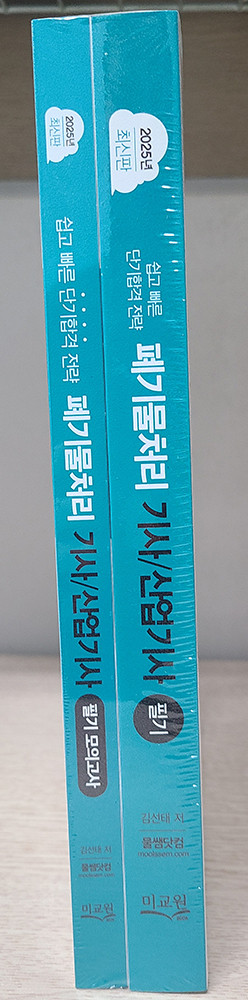 2025년
최신판
쉽고 빠른 단기합격 전략
폐기물처리
기사/산업기사
필기 모의고사
김선태 저
물쌤닷컴
moolssem.com
미교원
2025년
최신판
쉽고 빠른
단기합격 전략
폐기물처리
기사/산업기사
필기
김선태 저
물쌤닷컴
moolssem.com
미교원